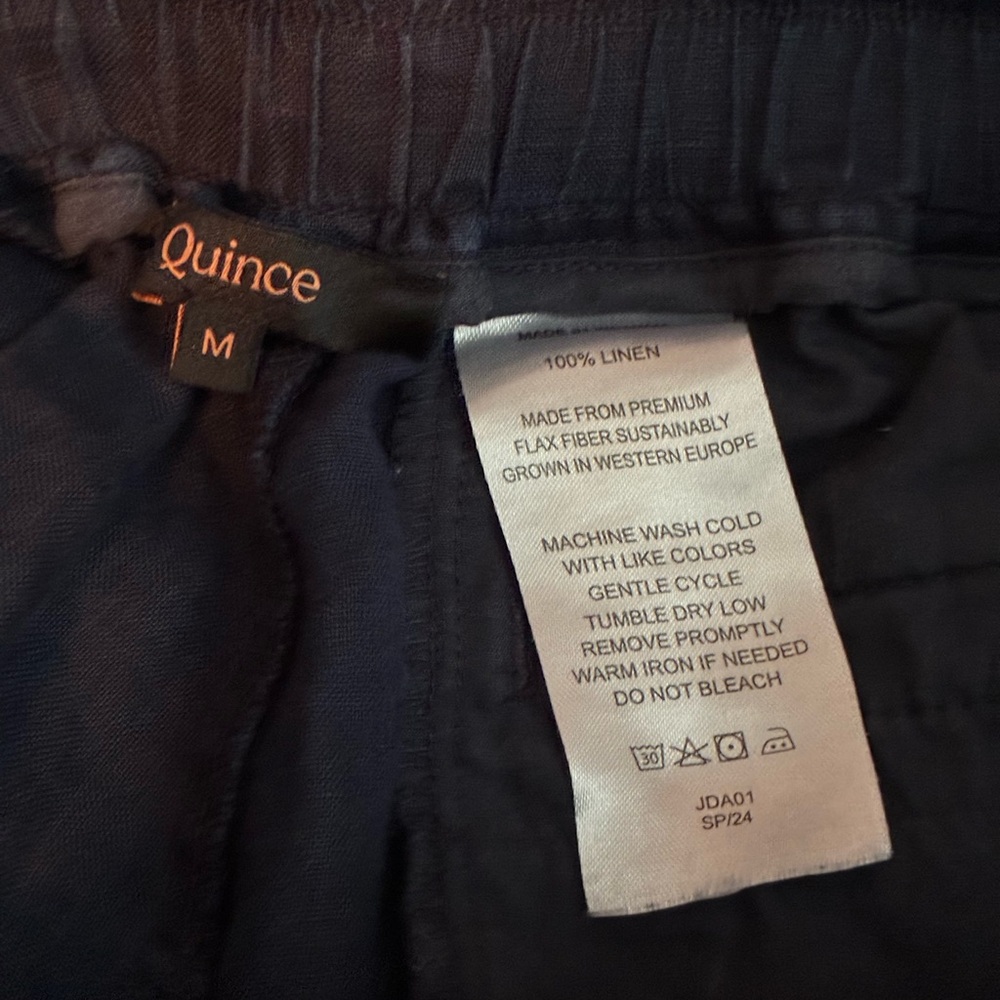 Quince
M
100% LINEN
MADE FROM PREMIUM
FLAX FIBER SUSTAINABLY
GROWN IN WESTERN EUROPE
MACHINE WASH COLD
WITH LIKE COLORS
GENTLE CYCLE
TUMBLE DRY LOW
REMOVE PROMPTLY
WARM IRON IF NEEDED
DO NOT BLEACH
30
JDA01
SP/24